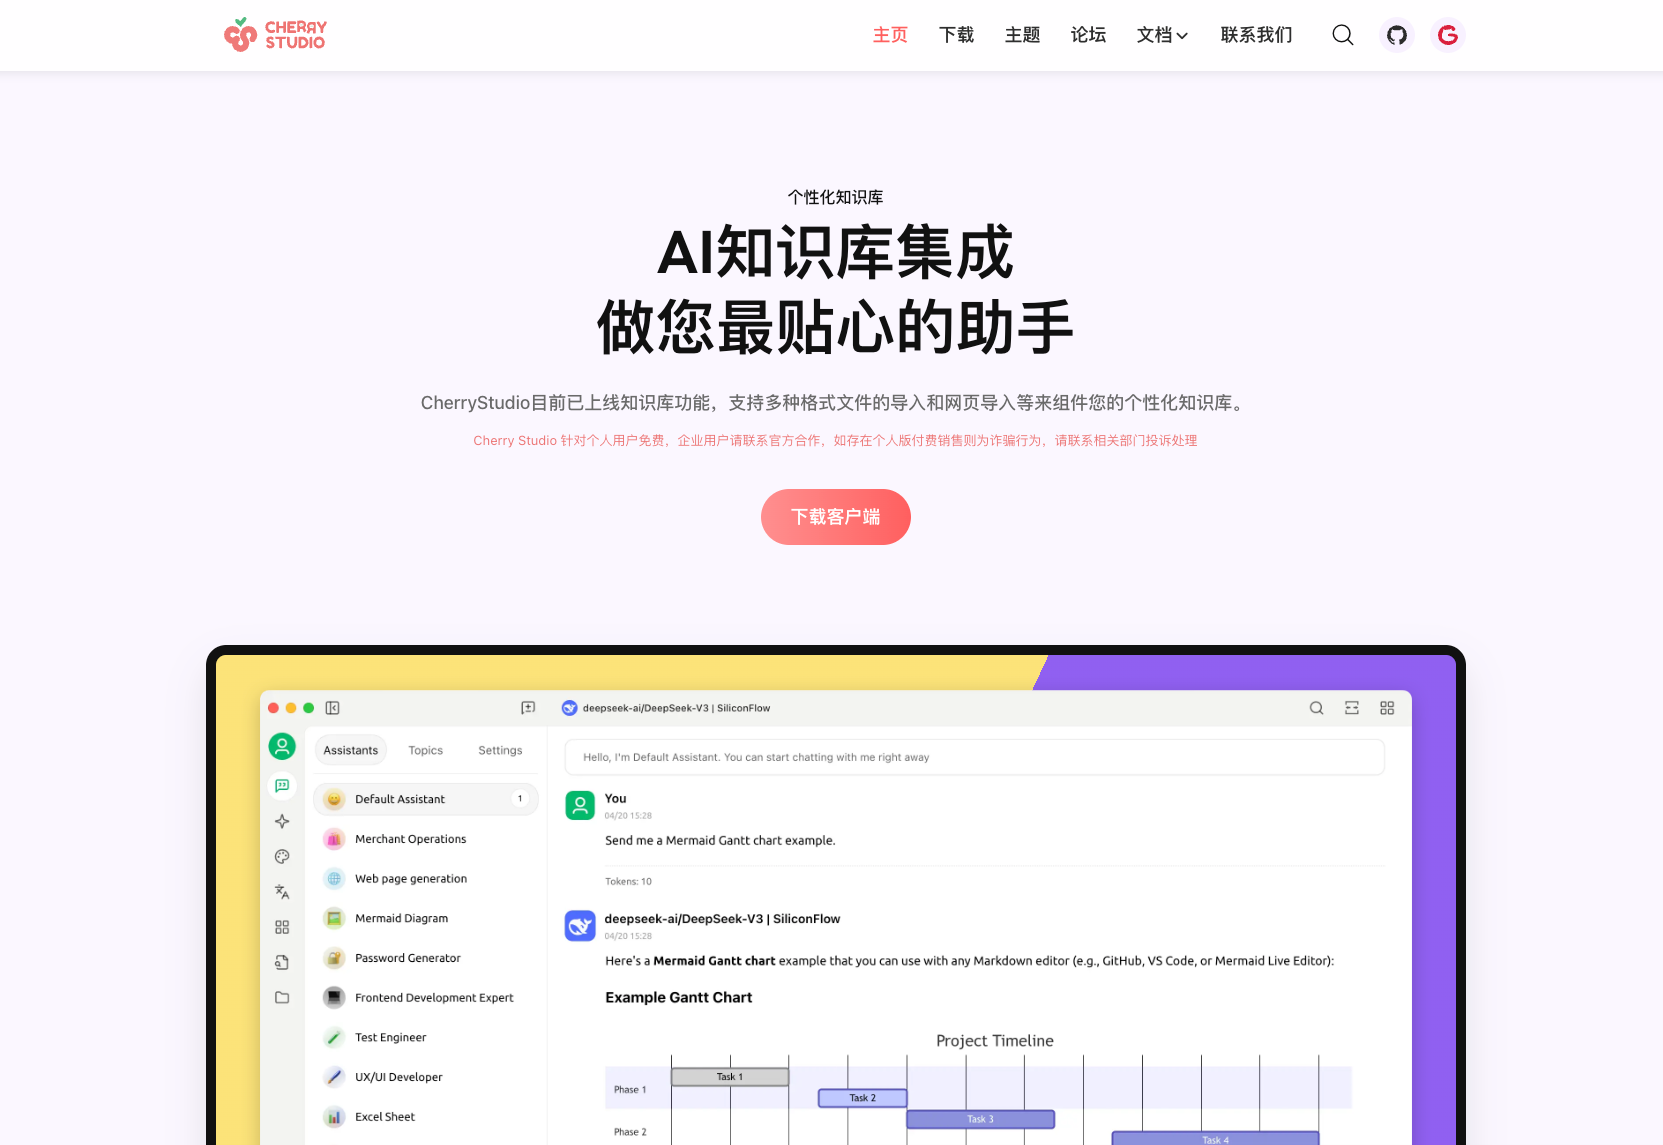 CHERRY
STUDIO
主页 下载 主题 论坛 文档 联系我们
个性化知识库
AI知识库集成
做您最贴心的助手
CherryStudio目前已上线知识库功能，支持多种格式文件的导入和网页导入等来组件您的个性化知识库。
Cherry Studio 针对个人用户免费，企业用户请联系官方合作，如存在个人版付费销售则为诈骗行为，请联系相关部门投诉处理
下载客户端
deepseek-ai/DeepSeek-V3 | SiliconFlow
Assistants Topics Settings
Default Assistant 1
Merchant Operations
Web page generation
Mermaid Diagram
Password Generator
Frontend Development Expert
Test Engineer
UX/UI Developer
Excel Sheet
Hello, I'm Default Assistant. You can start chatting with me right away
You
04/20 15:28
Send me a Mermaid Gantt chart example.
Tokens: 10
deepseek-ai/DeepSeek-V3 | SiliconFlow
04/20 15:28
Here's a Mermaid Gantt chart example that you can use with any Markdown editor (e.g., GitHub, VS Code, or Mermaid Live Editor):
Example Gantt Chart
Project Timeline
Task 1
Phase 1
Task 2
Task 3
Phase 2
Task 4